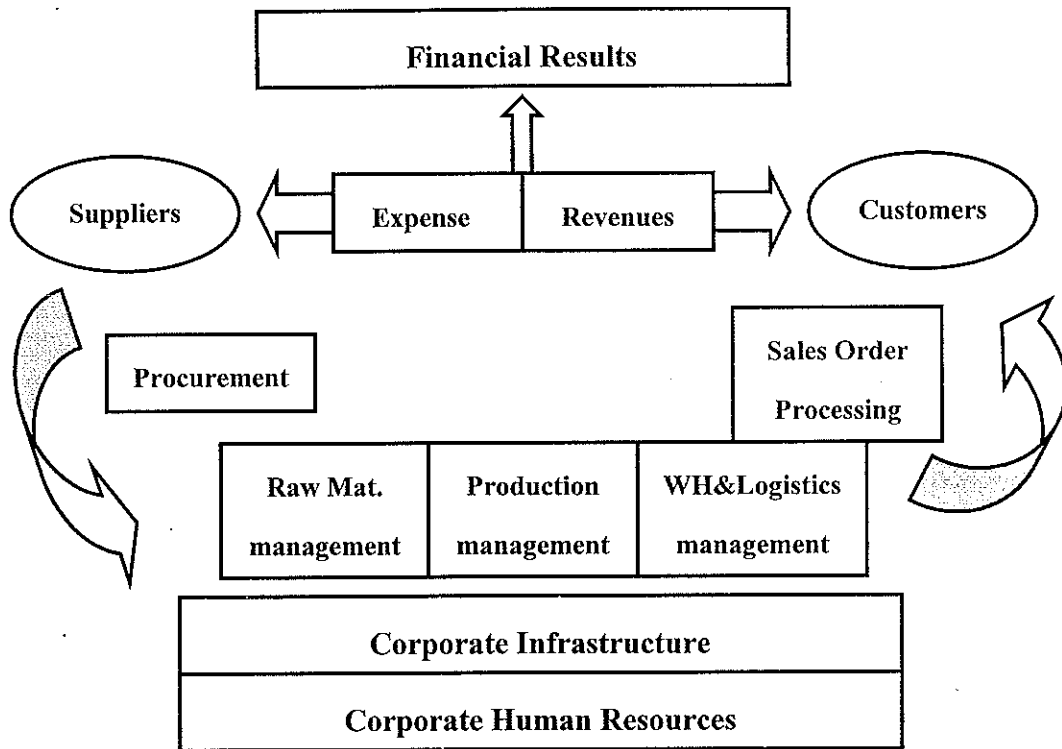 Financial Results
Suppliers
Expense
Revenues
Customers
Procurement
Sales Order
Processing
Raw Mat.
management
Production
management
WH&Logistics
management
Corporate Infrastructure
Corporate Human Resources